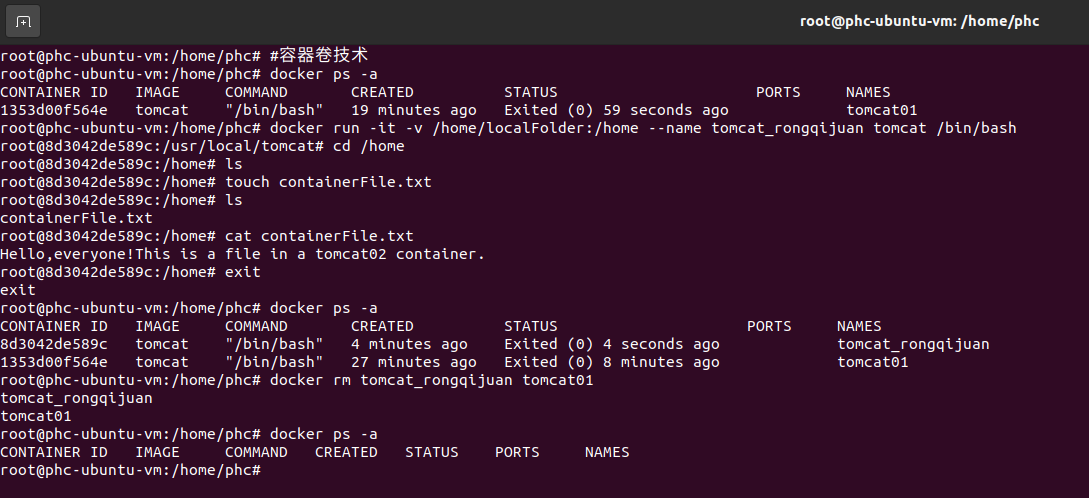 root@phc-ubuntu-vm: /home/phc
root@phc-ubuntu-vm:/home/phc# #容器卷技术
root@phc-ubuntu-vm:/home/phc# docker ps -a
CONTAINER ID   IMAGE     COMMAND       CREATED          STATUS                      PORTS     NAMES
1353d00f564e   tomcat    "/bin/bash"   19 minutes ago   Exited (0) 59 seconds ago             tomcat01
root@phc-ubuntu-vm:/home/phc# docker run -it -v /home/localFolder:/home --name tomcat_rongqijuan tomcat /bin/bash
root@8d3042de589c:/usr/local/tomcat# cd /home
root@8d3042de589c:/home# ls
root@8d3042de589c:/home# touch containerFile.txt
root@8d3042de589c:/home# ls
containerFile.txt
root@8d3042de589c:/home# cat containerFile.txt
Hello,everyone!This is a file in a tomcat02 container.
root@8d3042de589c:/home# exit
exit
root@phc-ubuntu-vm:/home/phc# docker ps -a
CONTAINER ID   IMAGE     COMMAND       CREATED          STATUS                     PORTS     NAMES
8d3042de589c   tomcat    "/bin/bash"   4 minutes ago    Exited (0) 4 seconds ago             tomcat_rongqijuan
1353d00f564e   tomcat    "/bin/bash"   27 minutes ago   Exited (0) 8 minutes ago             tomcat01
root@phc-ubuntu-vm:/home/phc# docker rm tomcat_rongqijuan tomcat01
tomcat_rongqijuan
tomcat01
root@phc-ubuntu-vm:/home/phc# docker ps -a
CONTAINER ID   IMAGE     COMMAND   CREATED   STATUS    PORTS     NAMES
root@phc-ubuntu-vm:/home/phc#